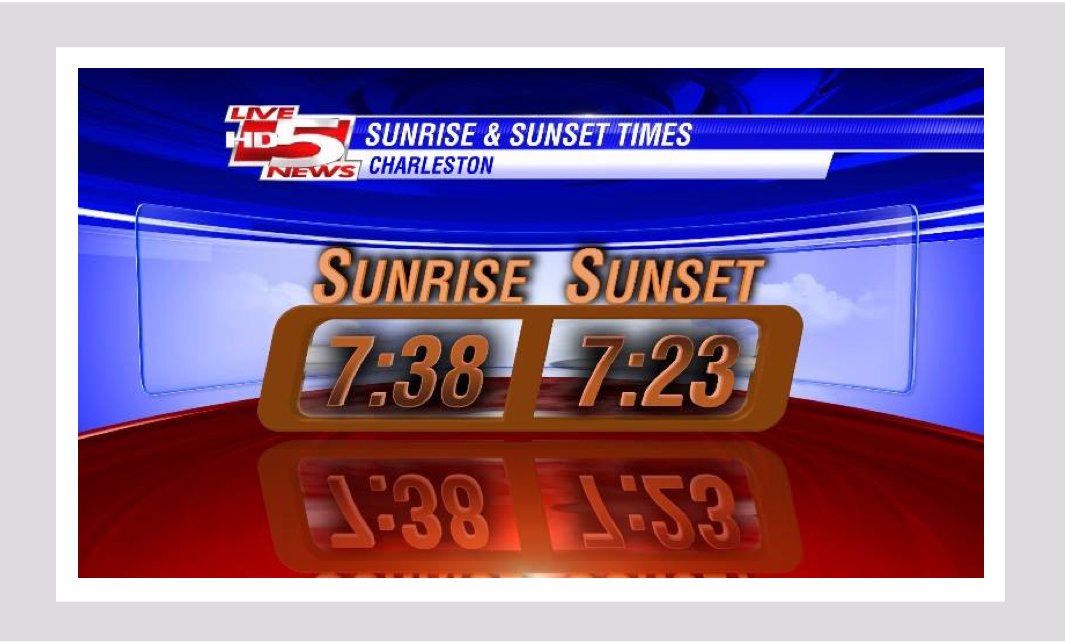 LIVE
HD 5
NEWS
SUNRISE & SUNSET TIMES
CHARLESTON
SUNRISE SUNSET
7:38 7:23